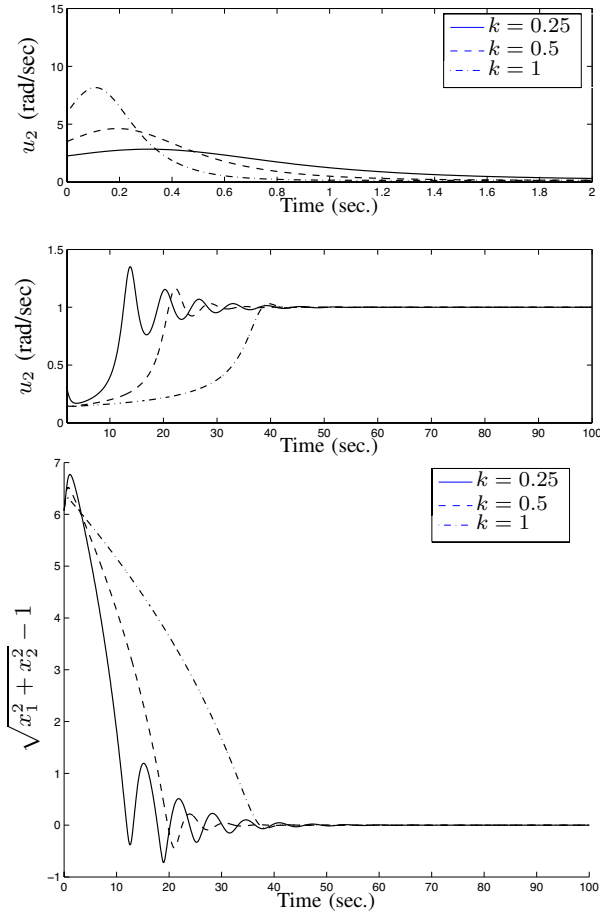 15
10
5
0
u₂ (rad/sec)
k = 0.25
k = 0.5
k = 1
0 0.2 0.4 0.6 0.8 1 1.2 1.4 1.6 1.8 2
Time (sec.)
1.5
1
0.5
0
u₂ (rad/sec)
10 20 30 40 50 60 70 80 90 100
Time (sec.)
7
6
5
4
3
2
1
0
−1
√(x₁² + x₂²) − 1
k = 0.25
k = 0.5
k = 1
0 10 20 30 40 50 60 70 80 90 100
Time (sec.)